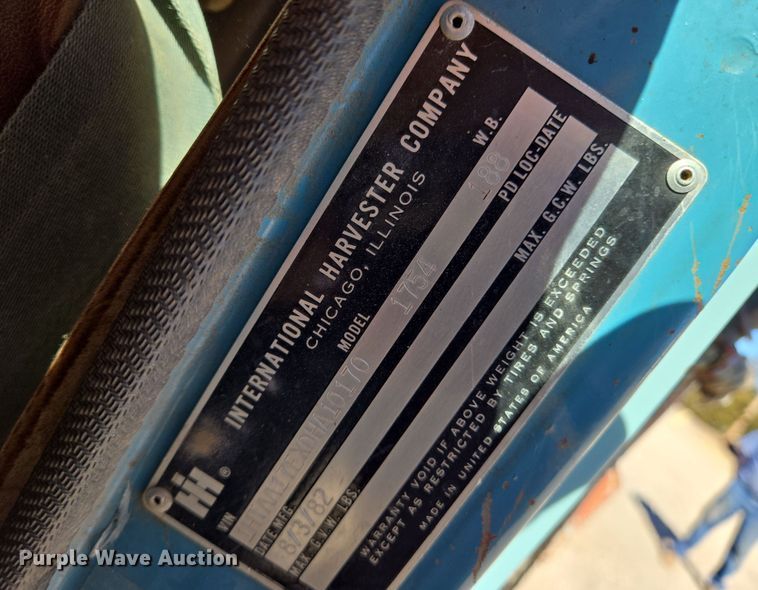 INTERNATIONAL HARVESTER COMPANY
CHICAGO, ILLINOIS
IH®
VIN MODEL W.B.
1754 188
DATE MFG. PD LOC-DATE
8/3/82
MAX. G.V.W. LBS. MAX. G.C.W. LBS.
WARRANTY VOID IF ABOVE WEIGHT IS EXCEEDED
EXCEPT AS RESTRICTED BY TIRES AND SPRINGS
MADE IN UNITED STATES OF AMERICA
Purple Wave Auction